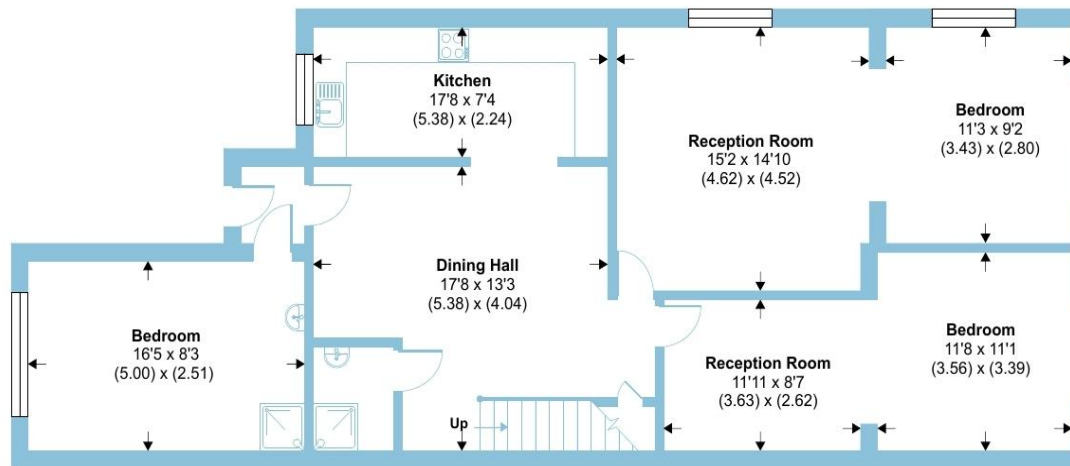 Kitchen
17'8 x 7'4
(5.38) x (2.24)
Reception Room
15'2 x 14'10
(4.62) x (4.52)
Bedroom
11'3 x 9'2
(3.43) x (2.80)
Dining Hall
17'8 x 13'3
(5.38) x (4.04)
Bedroom
16'5 x 8'3
(5.00) x (2.51)
Reception Room
11'11 x 8'7
(3.63) x (2.62)
Bedroom
11'8 x 11'1
(3.56) x (3.39)
Up